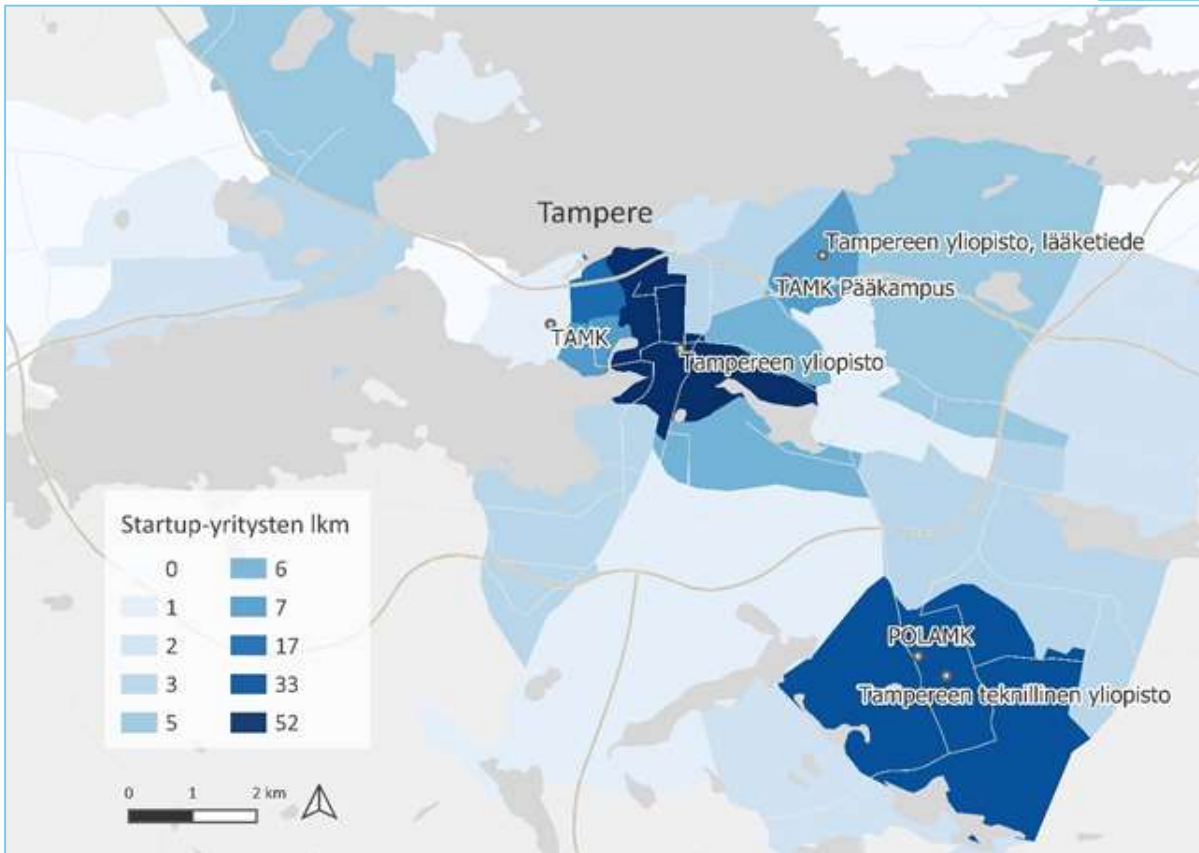 Tampere
Tampereen yliopisto, lääketiede
TAMK Pääkampus
TAMK
Tampereen yliopisto
POLAMK
Tampereen teknillinen yliopisto
Startup-yritysten lkm
0
1
2
3
5
6
7
17
33
52
0 1 2 km